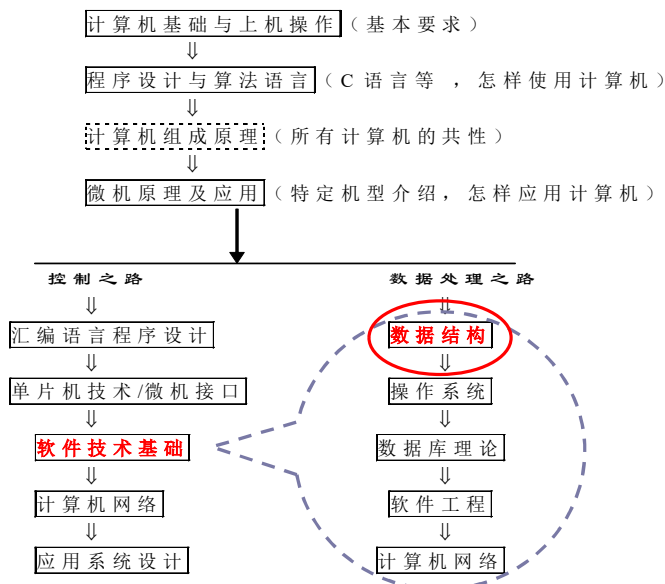 计算机基础与上机操作（基本要求）
⇓
程序设计与算法语言（C语言等 ，怎样使用计算机）
⇓
计算机组成原理（所有计算机的共性）
⇓
微机原理及应用（特定机型介绍，怎样应用计算机）
控制之路
⇓
汇编语言程序设计
⇓
单片机技术/微机接口
⇓
软件技术基础
⇓
计算机网络
⇓
应用系统设计
数据处理之路
⇓
数据结构
⇓
操作系统
⇓
数据库理论
⇓
软件工程
⇓
计算机网络